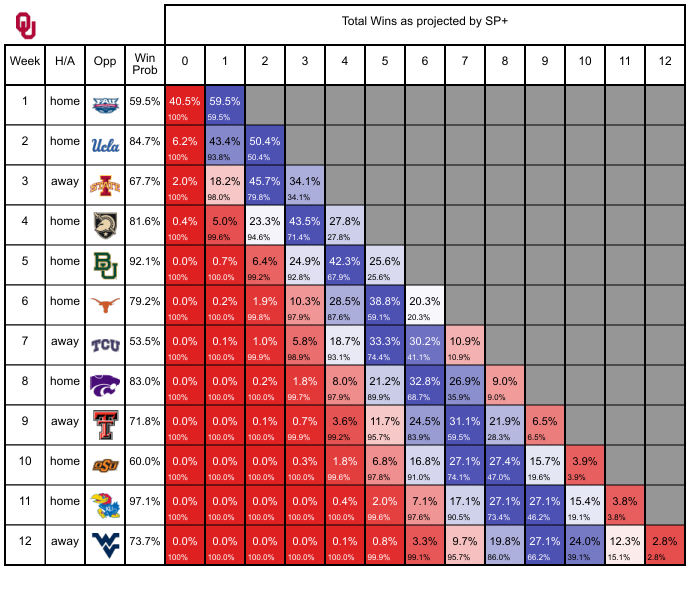 OU
Total Wins as projected by SP+
Week H/A Opp Win Prob 0 1 2 3 4 5 6 7 8 9 10 11 12
1 home FAU 59.5% 40.5% 59.5%
100% 59.5%
2 home Ucla 84.7% 6.2% 43.4% 50.4%
100% 93.8% 50.4%
3 away I STATE 67.7% 2.0% 18.2% 45.7% 34.1%
100% 98.0% 79.8% 34.1%
4 home 81.6% 0.4% 5.0% 23.3% 43.5% 27.8%
100% 99.6% 94.6% 71.4% 27.8%
5 home BU 92.1% 0.0% 0.7% 6.4% 24.9% 42.3% 25.6%
100% 100.0% 99.2% 92.8% 67.9% 25.6%
6 home 79.2% 0.0% 0.2% 1.9% 10.3% 28.5% 38.8% 20.3%
100% 100.0% 99.8% 97.9% 87.6% 59.1% 20.3%
7 away TCU 53.5% 0.0% 0.1% 1.0% 5.8% 18.7% 33.3% 30.2% 10.9%
100% 100.0% 99.9% 98.9% 93.1% 74.4% 41.1% 10.9%
8 home 83.0% 0.0% 0.0% 0.2% 1.8% 8.0% 21.2% 32.8% 26.9% 9.0%
100% 100.0% 100.0% 99.7% 97.9% 89.9% 68.7% 35.9% 9.0%
9 away T 71.8% 0.0% 0.0% 0.1% 0.7% 3.6% 11.7% 24.5% 31.1% 21.9% 6.5%
100% 100.0% 100.0% 99.9% 99.2% 95.7% 83.9% 59.5% 28.3% 6.5%
10 home OSU 60.0% 0.0% 0.0% 0.0% 0.3% 1.8% 6.8% 16.8% 27.1% 27.4% 15.7% 3.9%
100% 100.0% 100.0% 100.0% 99.6% 97.8% 91.0% 74.1% 47.0% 19.6% 3.9%
11 home KU 97.1% 0.0% 0.0% 0.0% 0.0% 0.4% 2.0% 7.1% 17.1% 27.1% 27.1% 15.4% 3.8%
100% 100.0% 100.0% 100.0% 100.0% 99.6% 97.6% 90.5% 73.4% 46.2% 19.1% 3.8%
12 away WV 73.7% 0.0% 0.0% 0.0% 0.0% 0.1% 0.8% 3.3% 9.7% 19.8% 27.1% 24.0% 12.3% 2.8%
100% 100.0% 100.0% 100.0% 100.0% 99.9% 99.1% 95.7% 86.0% 66.2% 39.1% 15.1% 2.8%